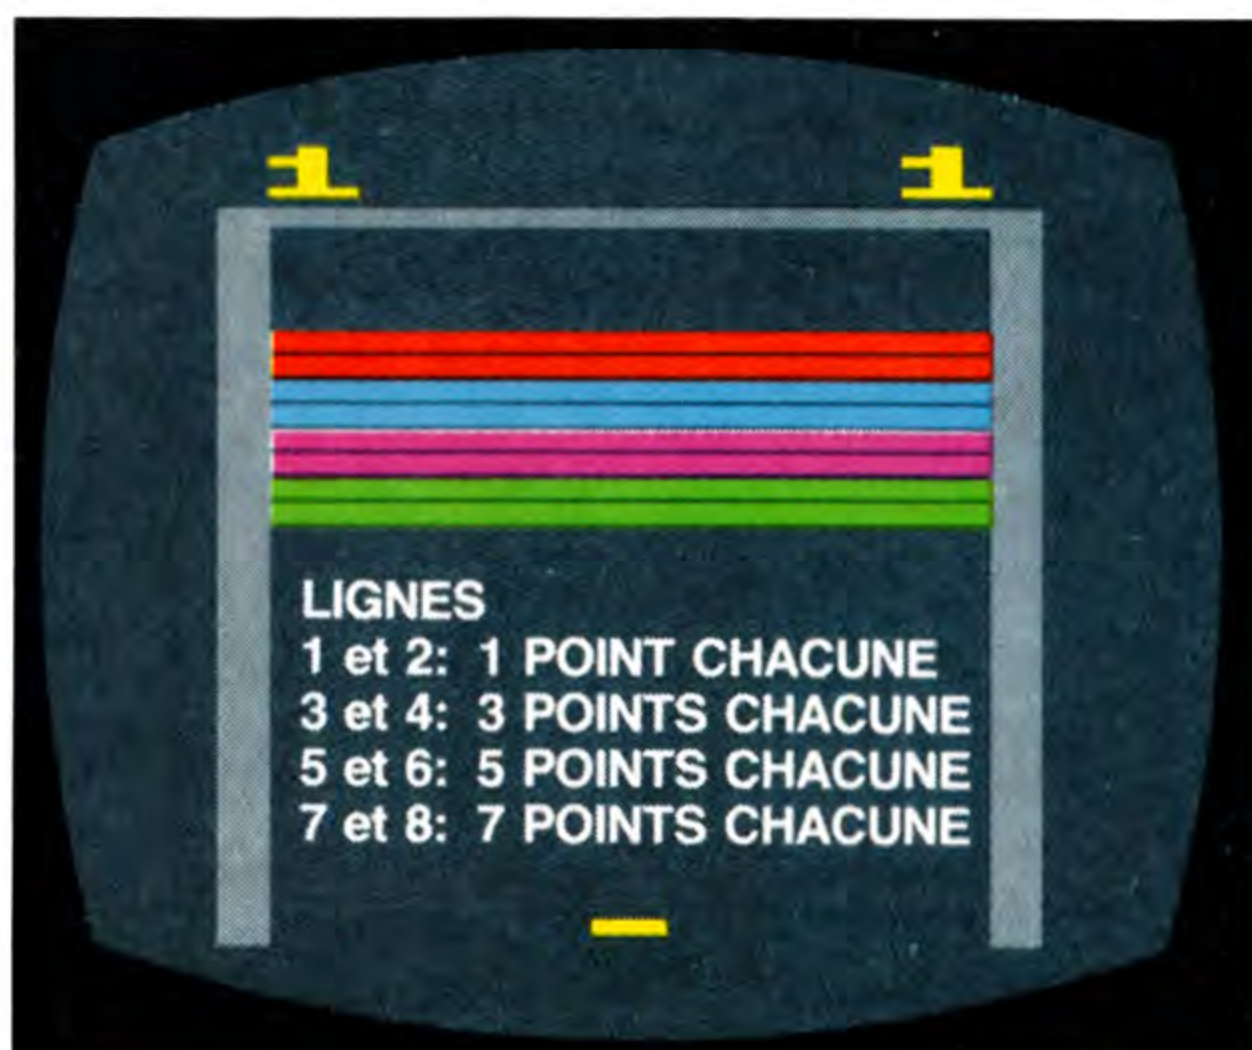 1 1
LIGNES
1 et 2: 1 POINT CHACUNE
3 et 4: 3 POINTS CHACUNE
5 et 6: 5 POINTS CHACUNE
7 et 8: 7 POINTS CHACUNE